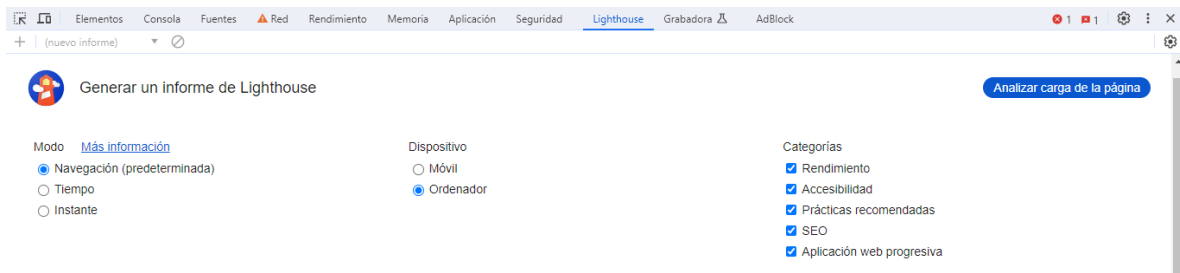 Elementos Consola Fuentes Red Rendimiento Memoria Aplicación Seguridad Lighthouse Grabadora AdBlock 1 1
(nuevo informe)
Generar un informe de Lighthouse Analizar carga de la página
Modo Más información Dispositivo Categorías
Navegación (predeterminada) Móvil Rendimiento
Tiempo Ordenador Accesibilidad
Instante Prácticas recomendadas
SEO
Aplicación web progresiva